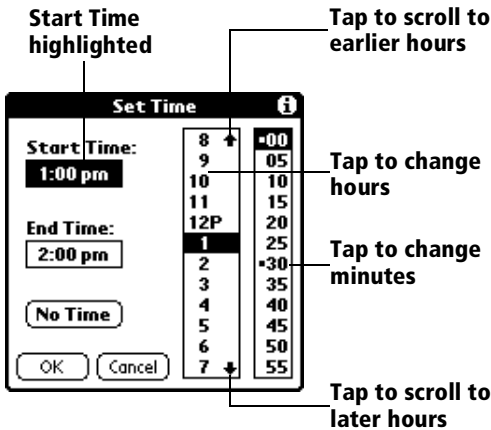 Start Time
highlighted
Tap to scroll to
earlier hours
Set Time
Start Time:
1:00 pm
End Time:
2:00 pm
No Time
OK
Cancel
8
9
10
11
12P
1
2
3
4
5
6
7
00
05
10
15
20
25
30
35
40
45
50
55
Tap to change
hours
Tap to change
minutes
Tap to scroll to
later hours